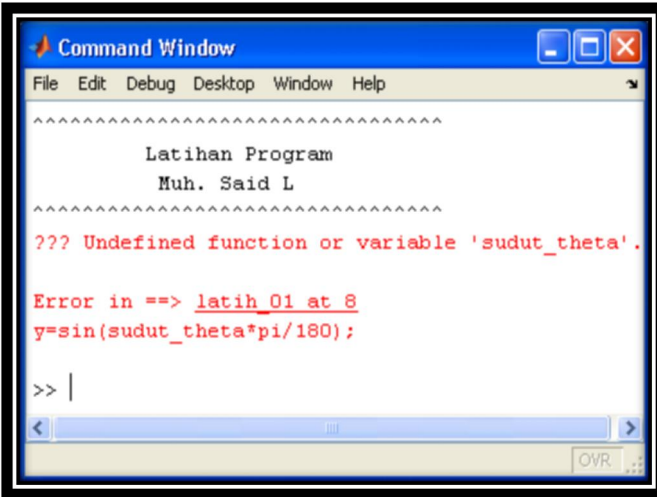 Command Window
File Edit Debug Desktop Window Help
^^^^^^^^^^^^^^^^^^^^^^^^^^^^^^^^^^
Latihan Program
Muh. Said L
^^^^^^^^^^^^^^^^^^^^^^^^^^^^^^^^^^
??? Undefined function or variable 'sudut_theta'.
Error in ==> latih_01 at 8
y=sin(sudut_theta*pi/180);
>>
OVR